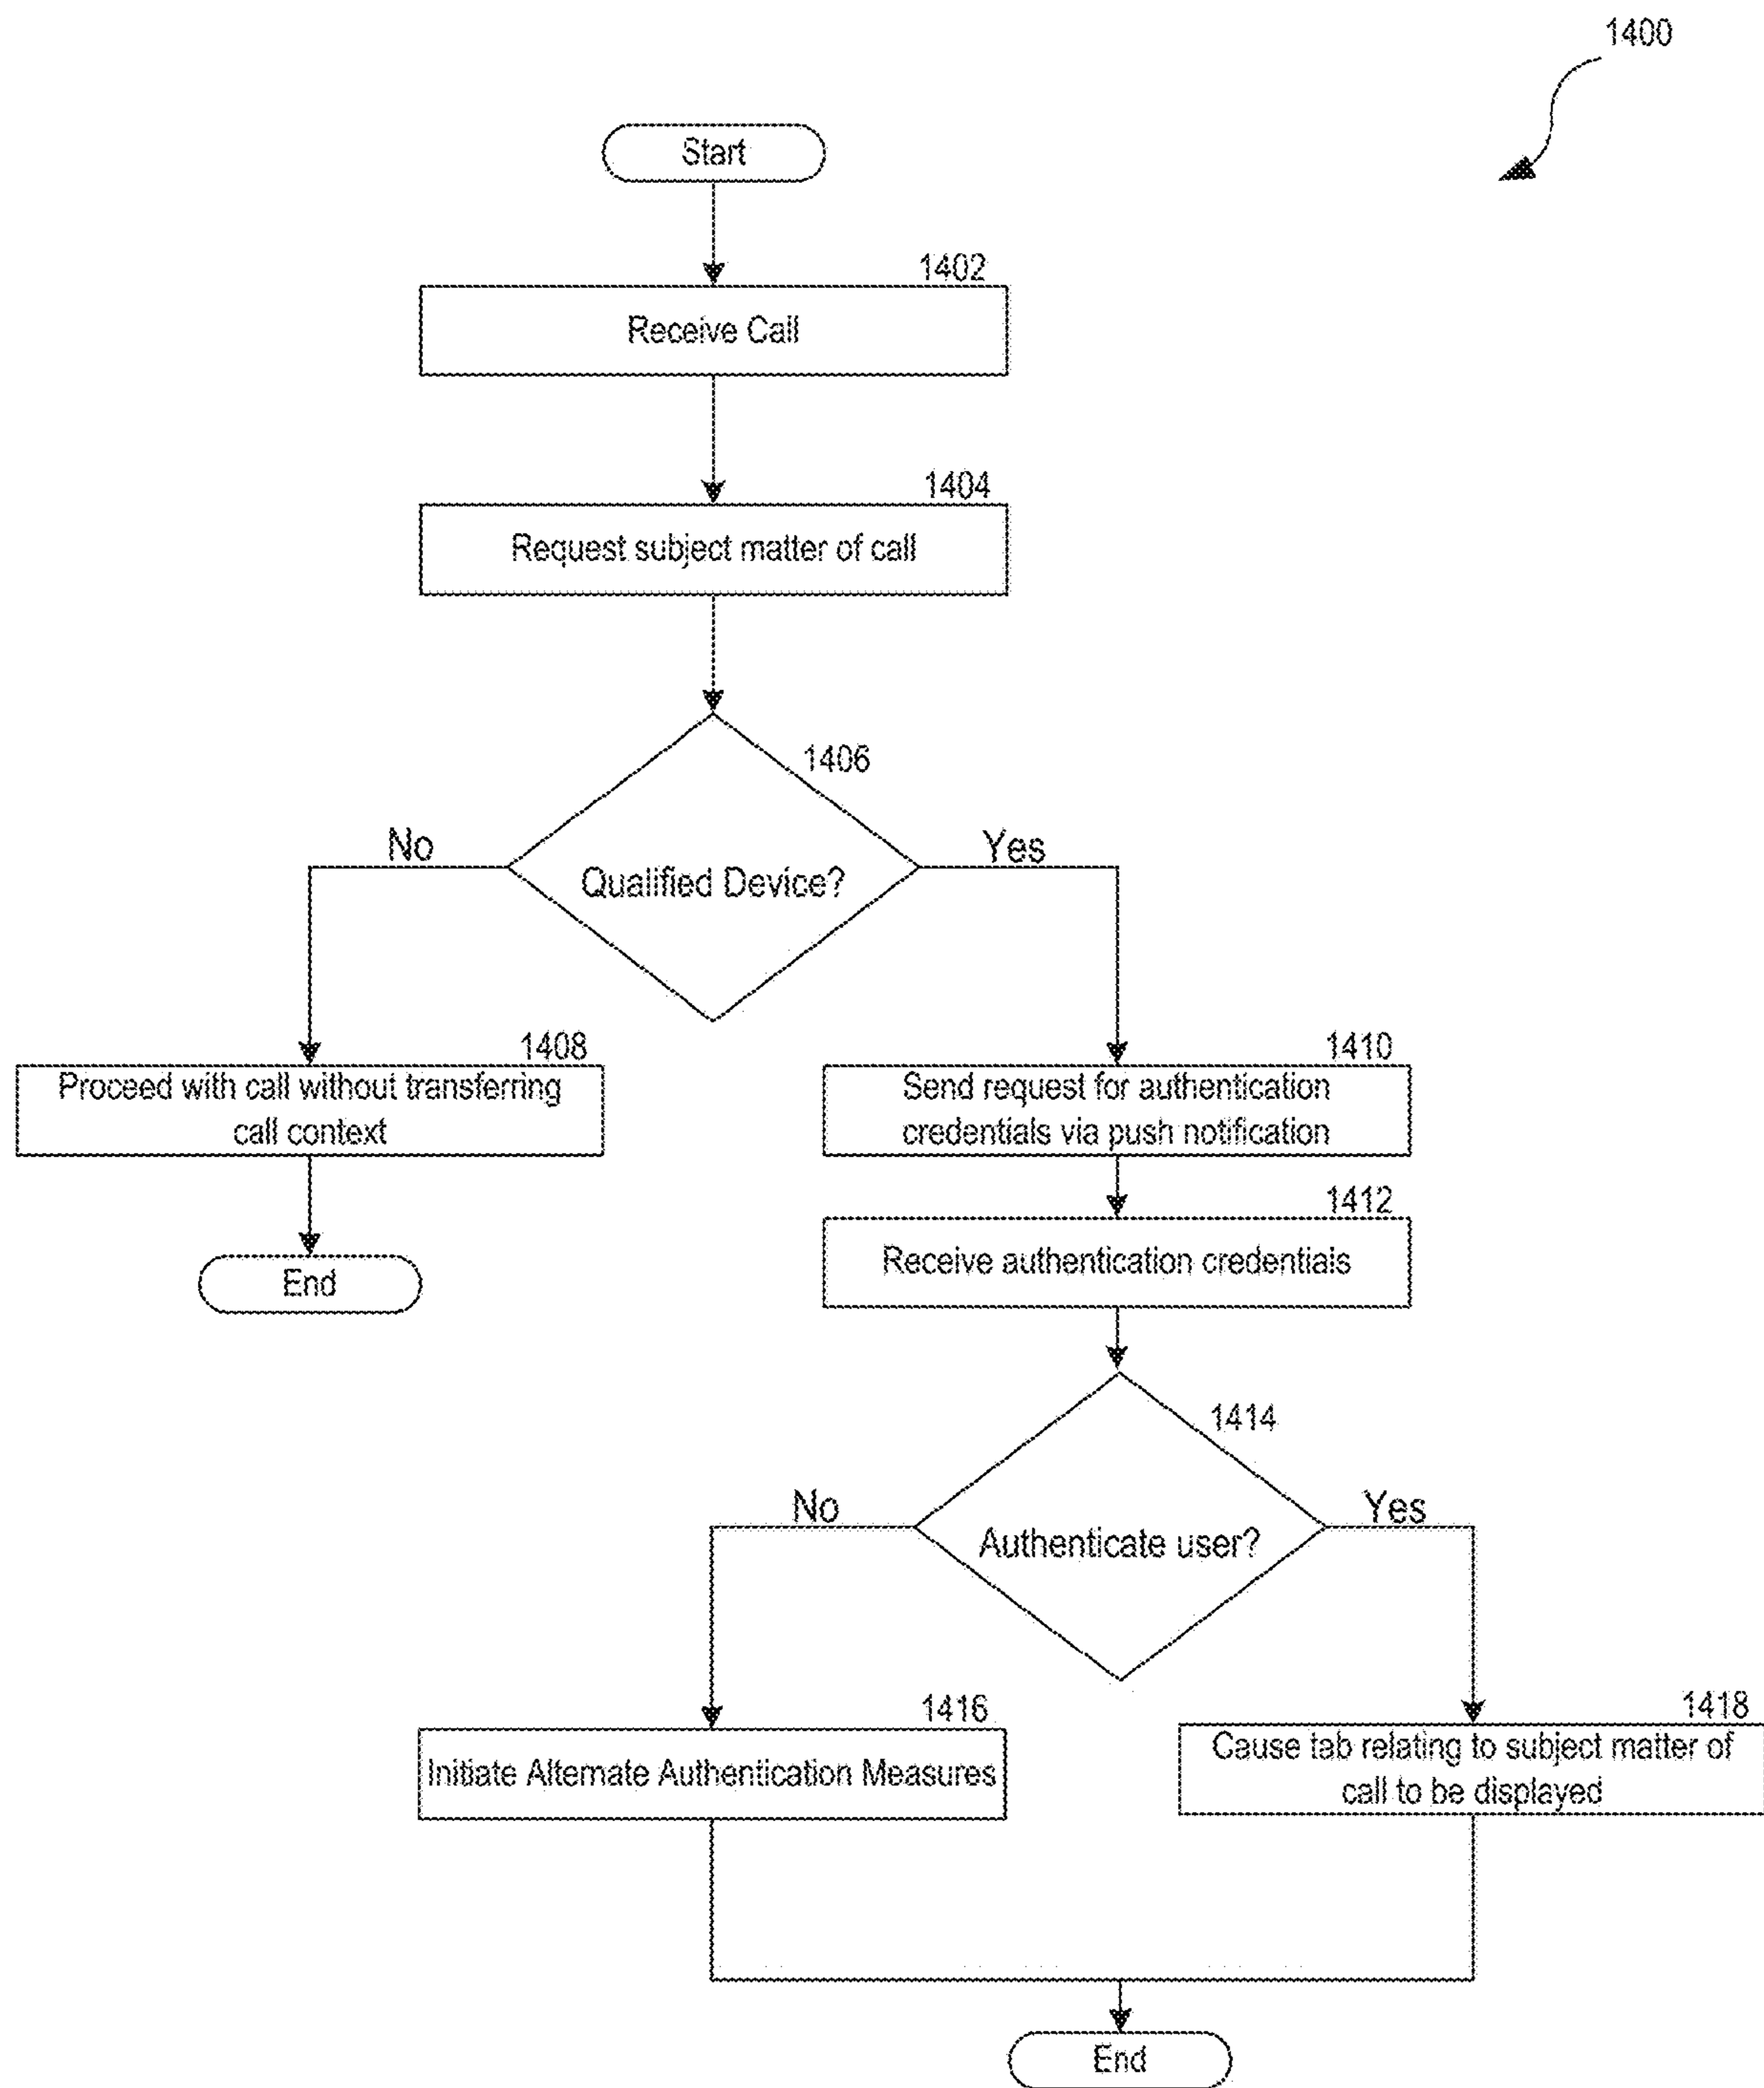 1400
Start
1402
Receive Call
1404
Request subject matter of call
1406
No
Yes
Qualified Device?
1408
Proceed with call without transferring
call context
End
1410
Send request for authentication
credentials via push notification
1412
Receive authentication credentials
1414
No
Yes
Authenticate user?
1416
Initiate Alternate Authentication Measures
1418
Cause tab relating to subject matter of
call to be displayed
End